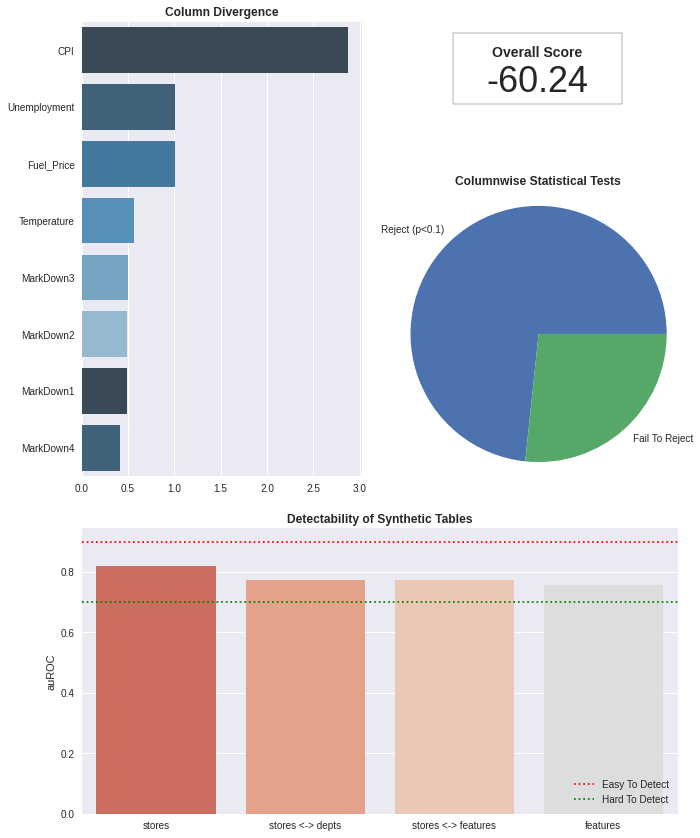 Column Divergence
CPI
Unemployment
Fuel_Price
Temperature
MarkDown3
MarkDown2
MarkDown1
MarkDown4
0.0 0.5 1.0 1.5 2.0 2.5 3.0
Overall Score
-60.24
Columnwise Statistical Tests
Reject (p<0.1)
Fail To Reject
Detectability of Synthetic Tables
auROC
0.8
0.6
0.4
0.2
0.0
stores stores <-> depts stores <-> features features
Easy To Detect
Hard To Detect